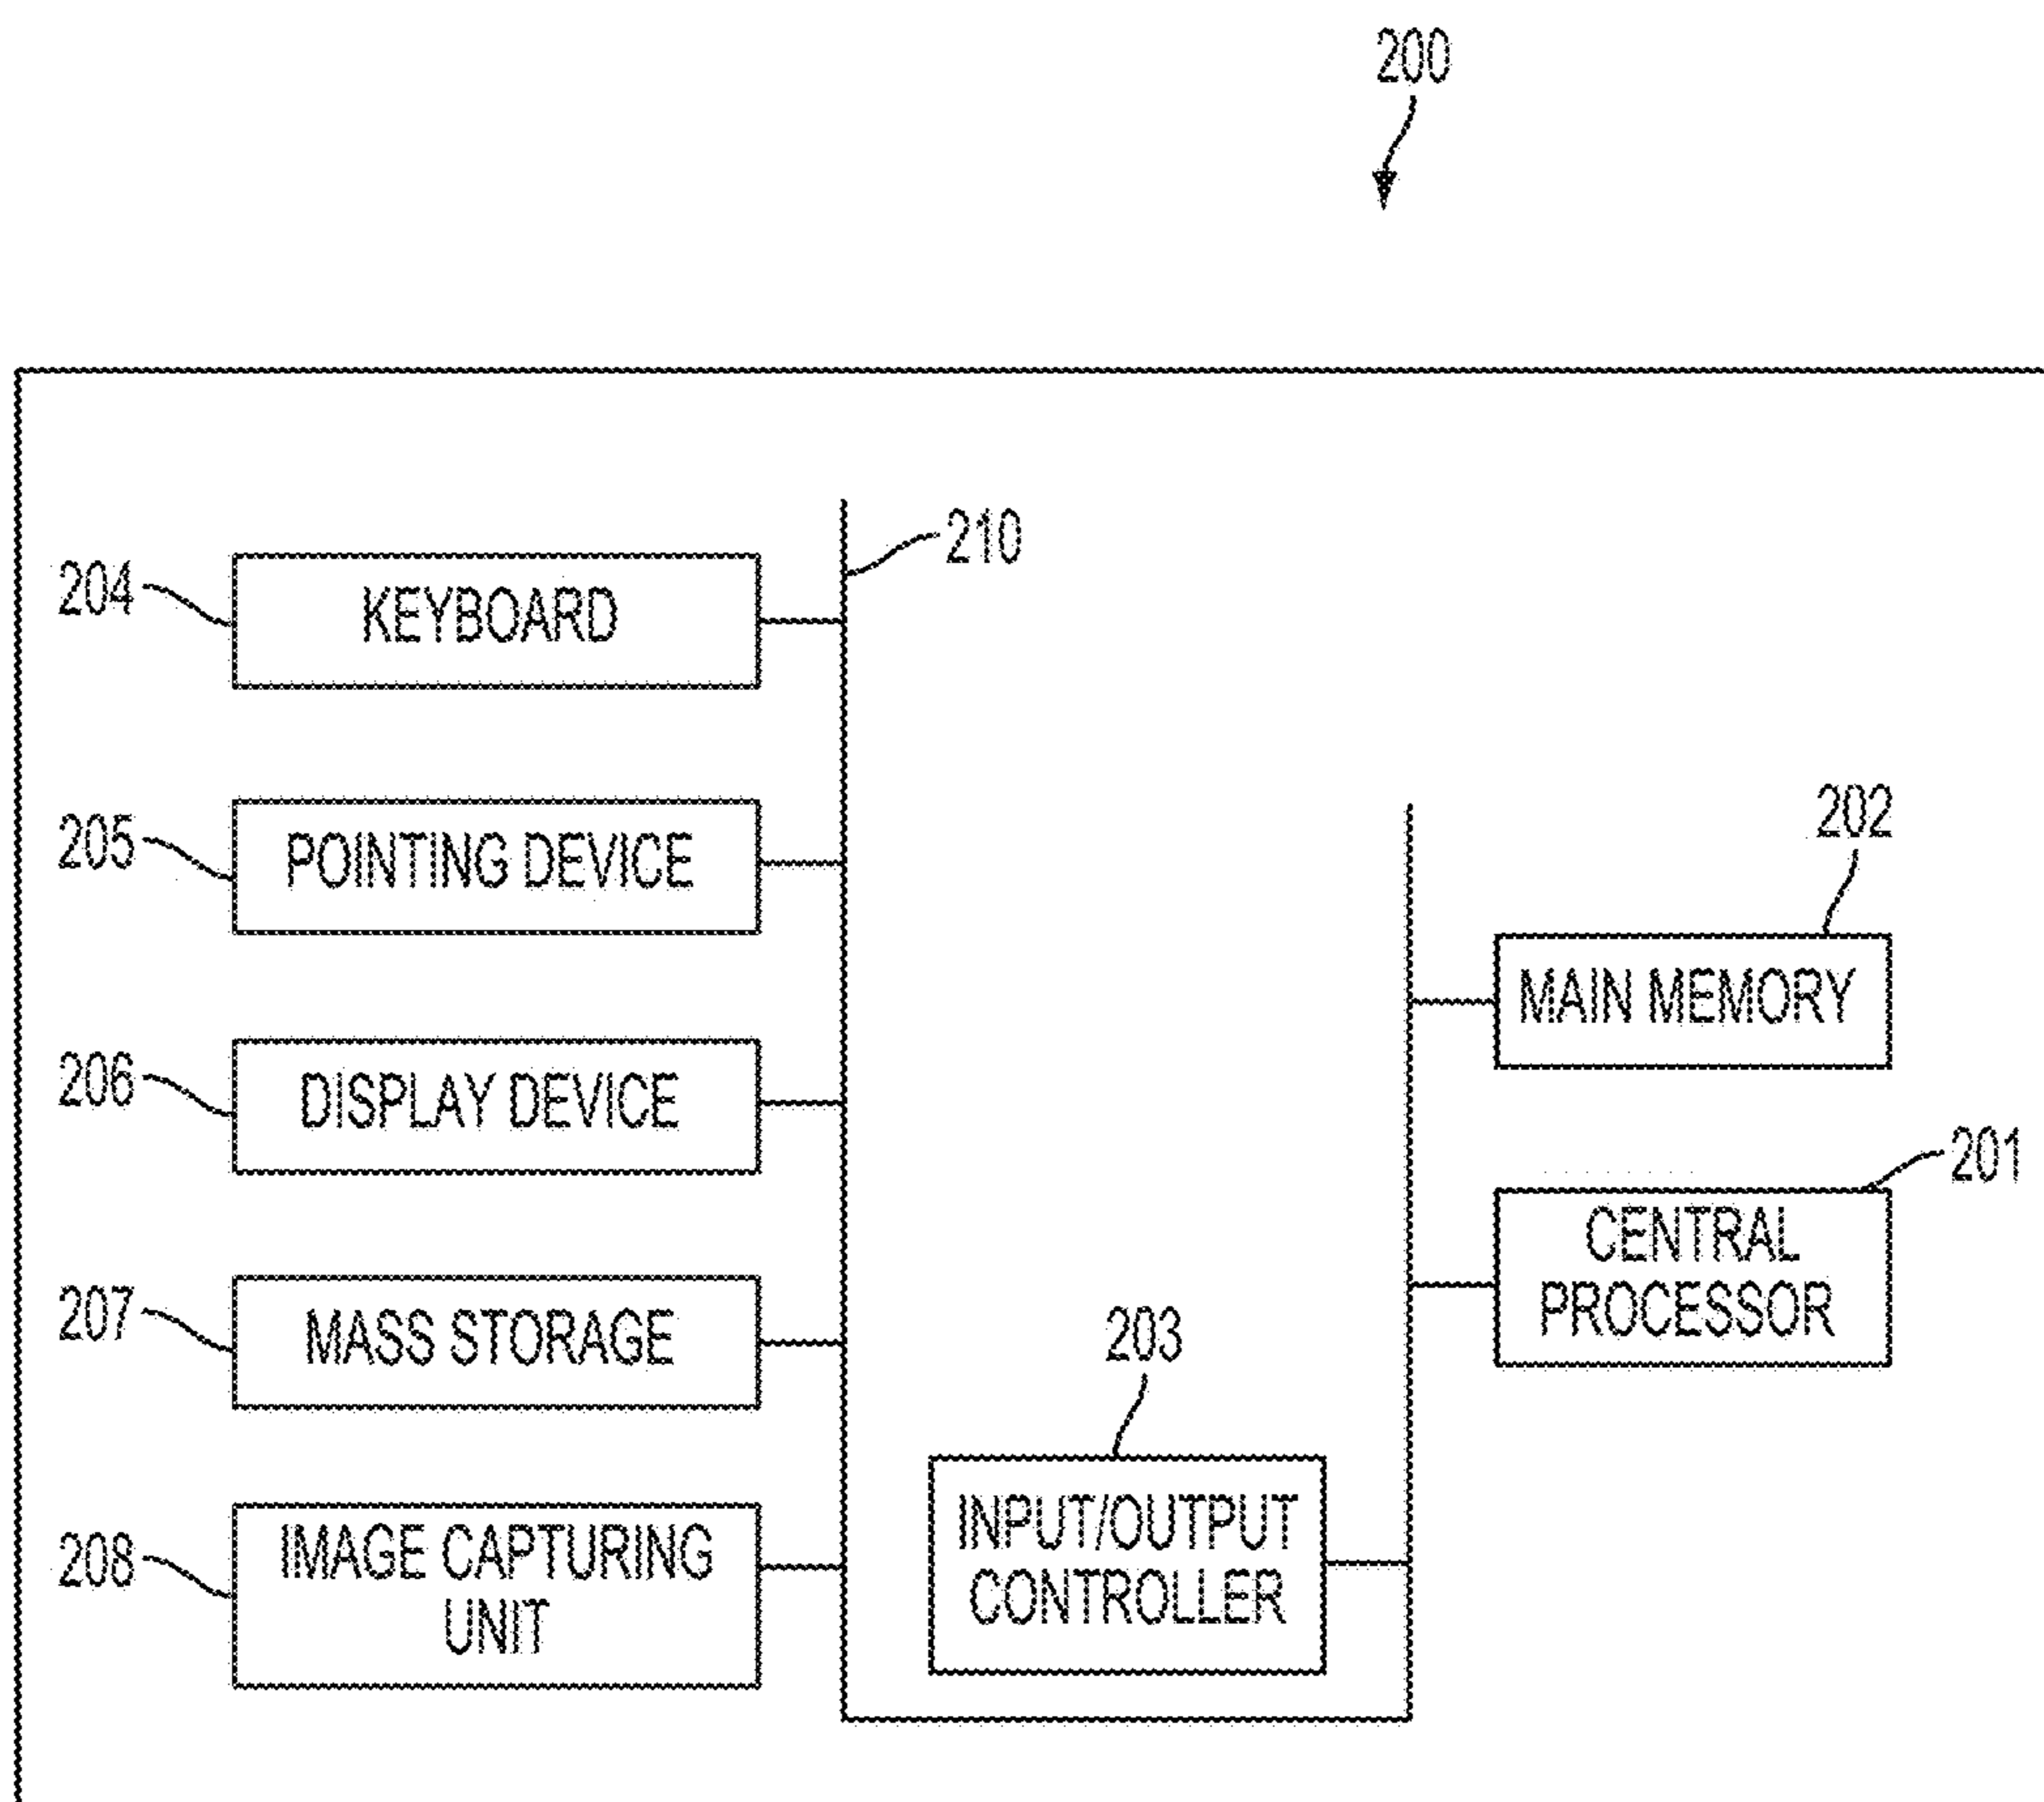 200
210
204
KEYBOARD
205
POINTING DEVICE
202
MAIN MEMORY
206
DISPLAY DEVICE
201
CENTRAL
PROCESSOR
207
MASS STORAGE
203
INPUT/OUTPUT
CONTROLLER
208
IMAGE CAPTURING
UNIT